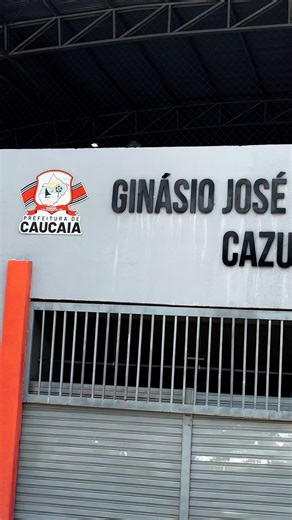 PREFEITURA DE
CAUCAIA
GINÁSIO JOSÉ
CAZU